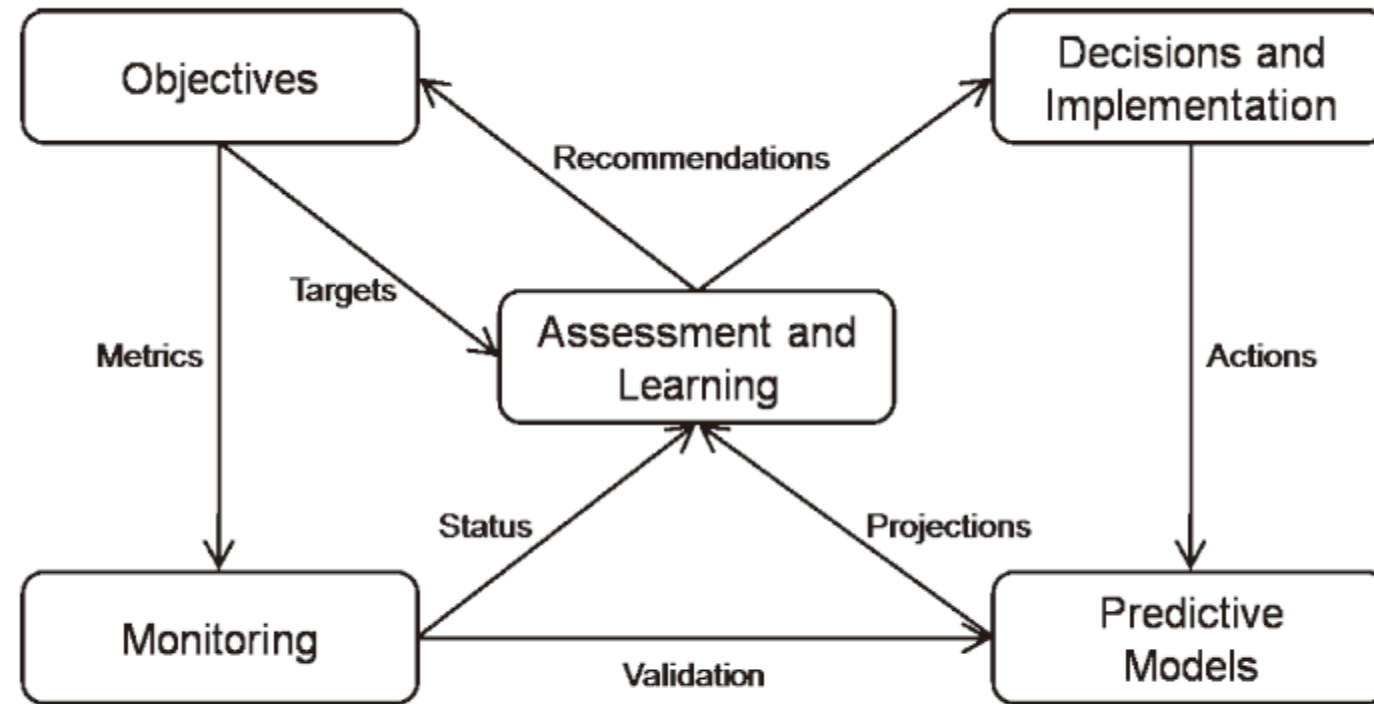 Objectives
Decisions and
Implementation
Recommendations
Targets
Assessment and
Learning
Metrics
Actions
Status
Projections
Monitoring
Validation
Predictive
Models